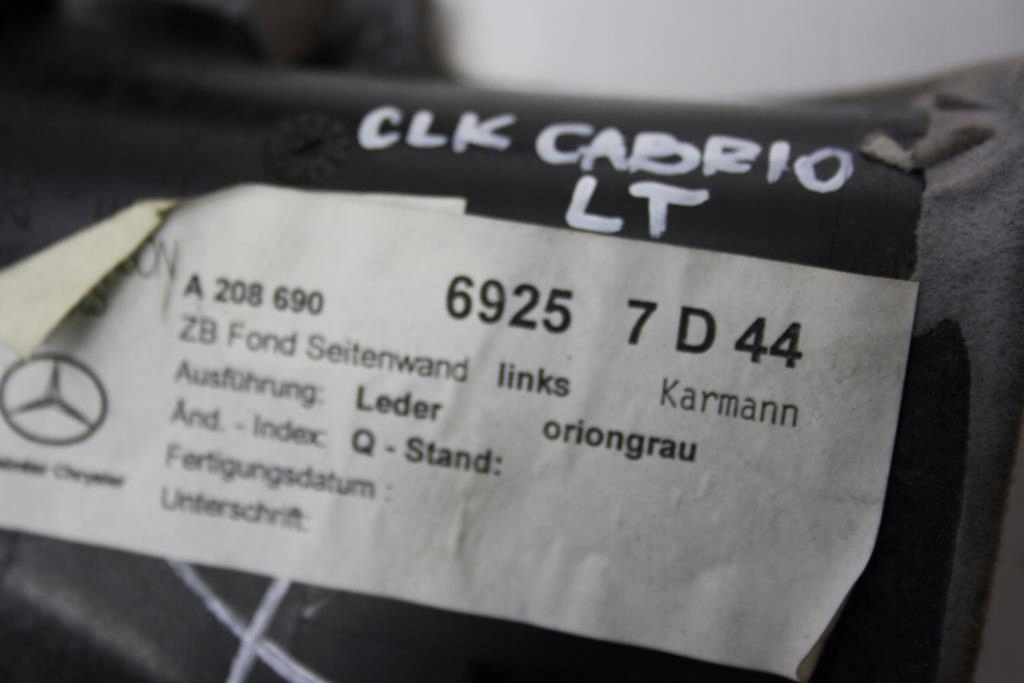 CLK CABRIO
LT
A 208 690 6925 7 D 44
ZB Fond Seitenwand links Karmann
Ausführung: Leder oriongrau
Änd. - Index: Q - Stand:
Fertigungsdatum :
Unterschrift:
Chrysler